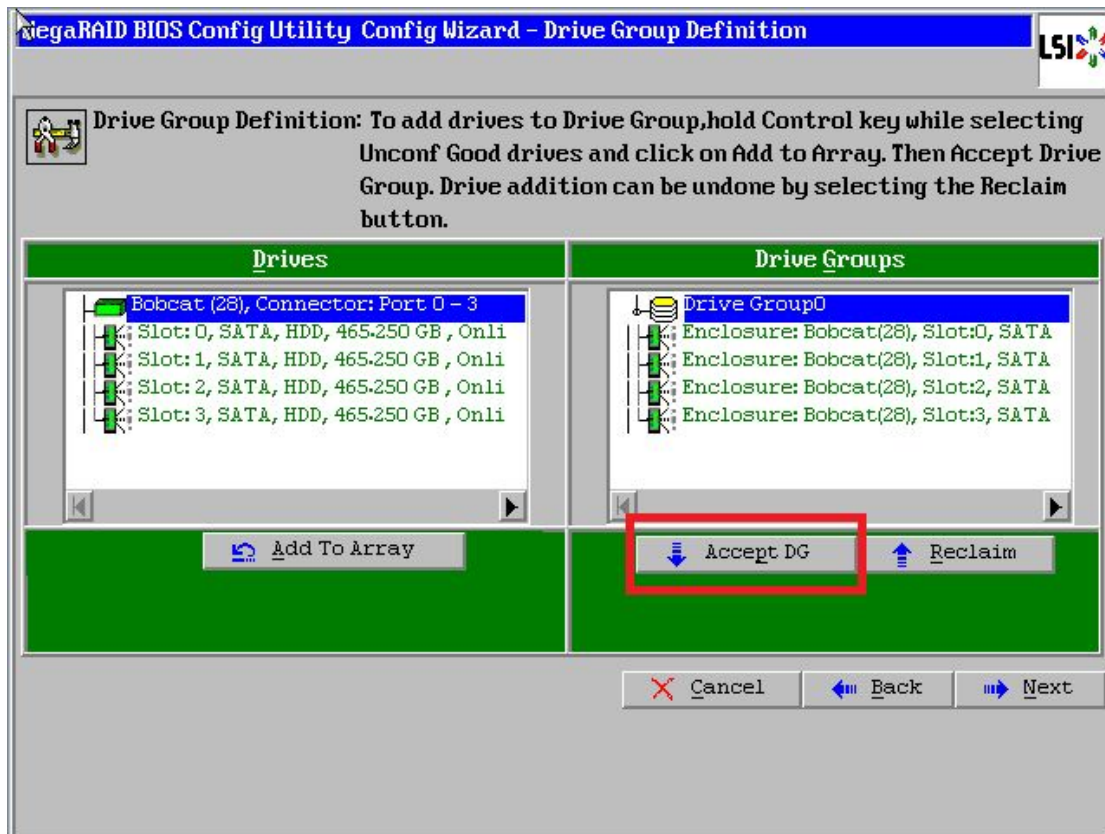 MegaRAID BIOS Config Utility Config Wizard - Drive Group Definition
LSI
Drive Group Definition: To add drives to Drive Group,hold Control key while selecting
Unconf Good drives and click on Add to Array. Then Accept Drive
Group. Drive addition can be undone by selecting the Reclaim
button.
Drives
Drive Groups
Bobcat (28), Connector: Port 0 - 3
Slot: 0, SATA, HDD, 465.250 GB , Onli
Slot: 1, SATA, HDD, 465.250 GB , Onli
Slot: 2, SATA, HDD, 465.250 GB , Onli
Slot: 3, SATA, HDD, 465.250 GB , Onli
Drive Group0
Enclosure: Bobcat(28), Slot:0, SATA
Enclosure: Bobcat(28), Slot:1, SATA
Enclosure: Bobcat(28), Slot:2, SATA
Enclosure: Bobcat(28), Slot:3, SATA
Add To Array
Accept DG
Reclaim
Cancel
Back
Next